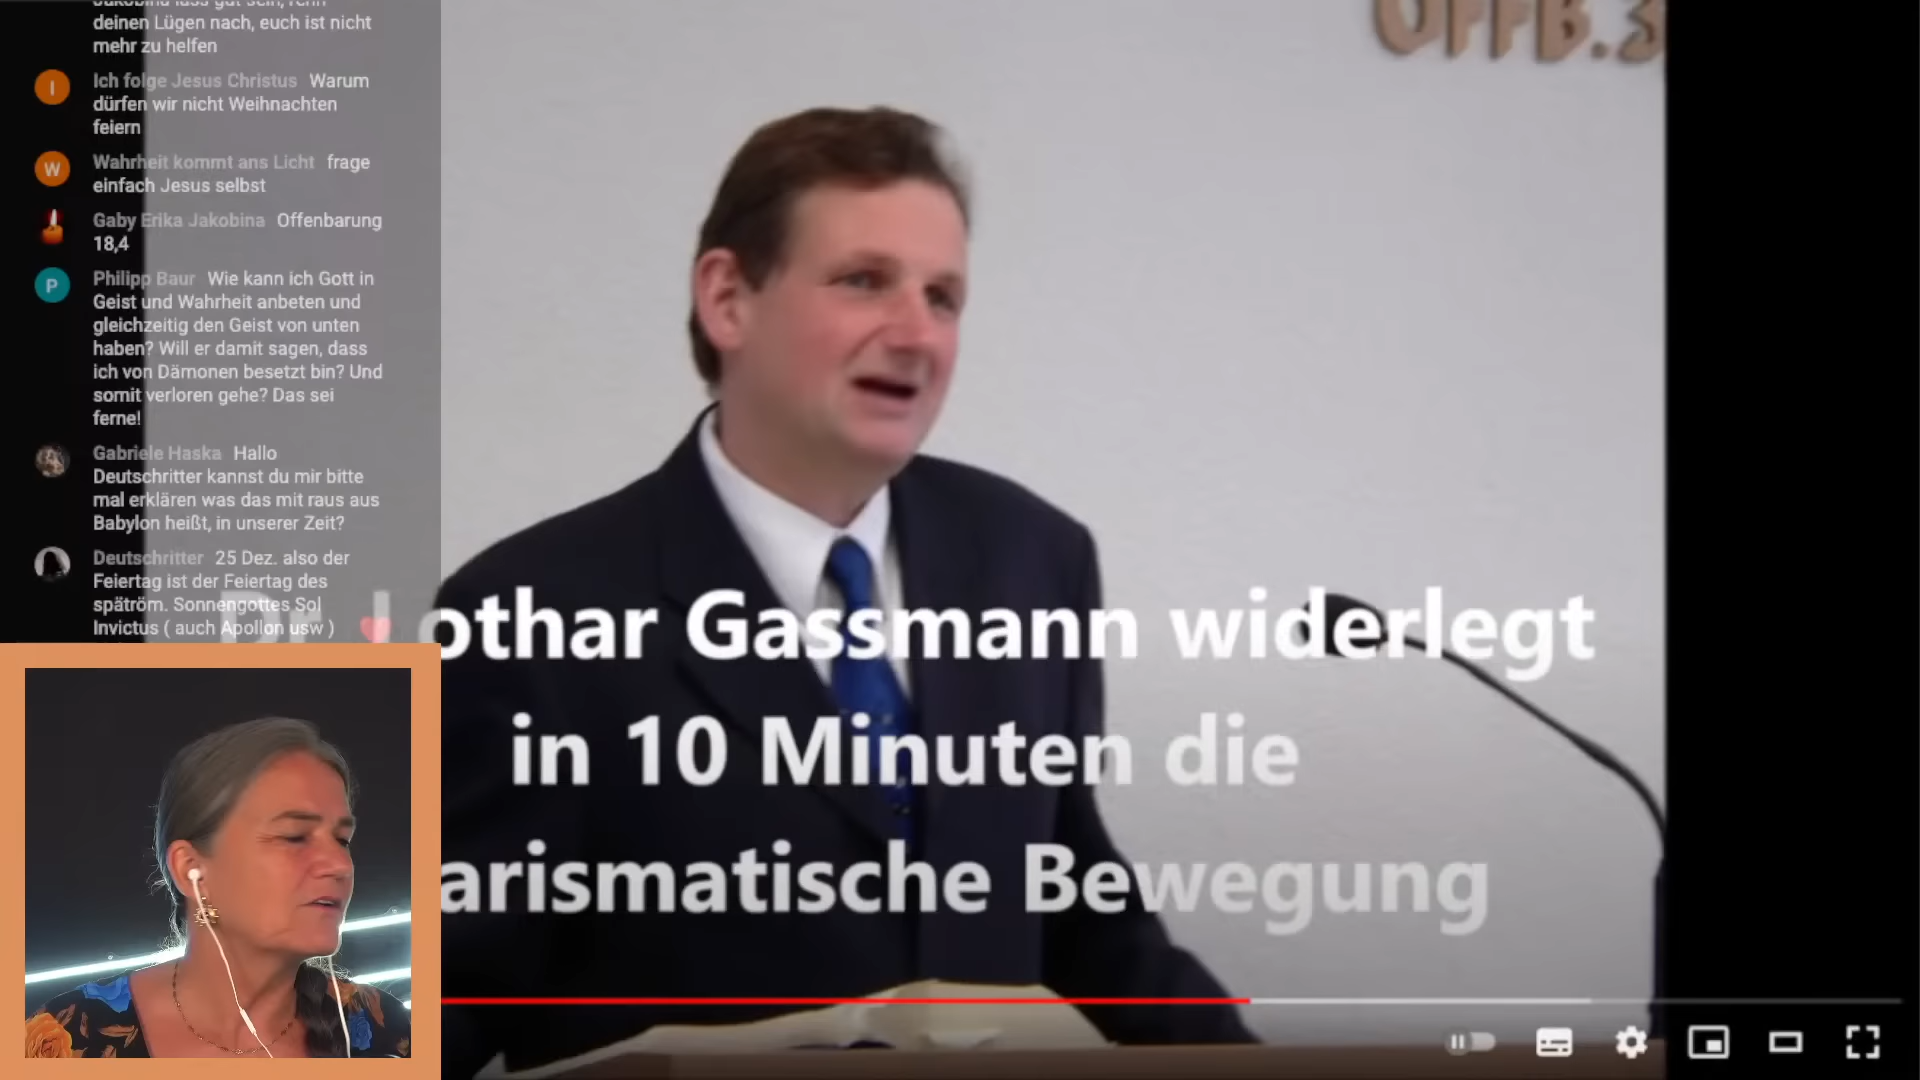 deinen Lügen nach, euch ist nicht
mehr zu helfen
I
Ich folge Jesus Christus Warum
dürfen wir nicht Weihnachten
feiern
W
Wahrheit kommt ans Licht frage
einfach Jesus selbst
Gaby Erika Jakobina Offenbarung
18,4
P
Philipp Baur Wie kann ich Gott in
Geist und Wahrheit anbeten und
gleichzeitig den Geist von unten
haben? Will er damit sagen, dass
ich von Dämonen besetzt bin? Und
somit verloren gehe? Das sei
ferne!
Gabriele Haska Hallo
Deutschritter kannst du mir bitte
mal erklären was das mit raus aus
Babylon heißt, in unserer Zeit?
Deutschritter 25 Dez. also der
Feiertag ist der Feiertag des
spätröm. Sonnengottes Sol
Invictus ( auch Apollon usw )
OFFB.3
Dr. Lothar Gassmann widerlegt
in 10 Minuten die
arismatische Bewegung